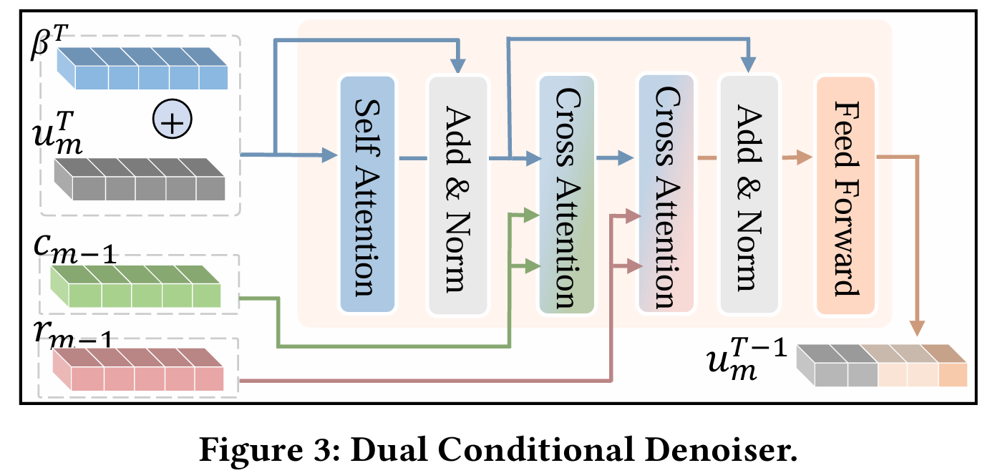 β^T
+
u_m^T
c_{m-1}
r_{m-1}
Self Attention
Add & Norm
Cross Attention
Cross Attention
Add & Norm
Feed Forward
u_m^{T-1}
Figure 3: Dual Conditional Denoiser.